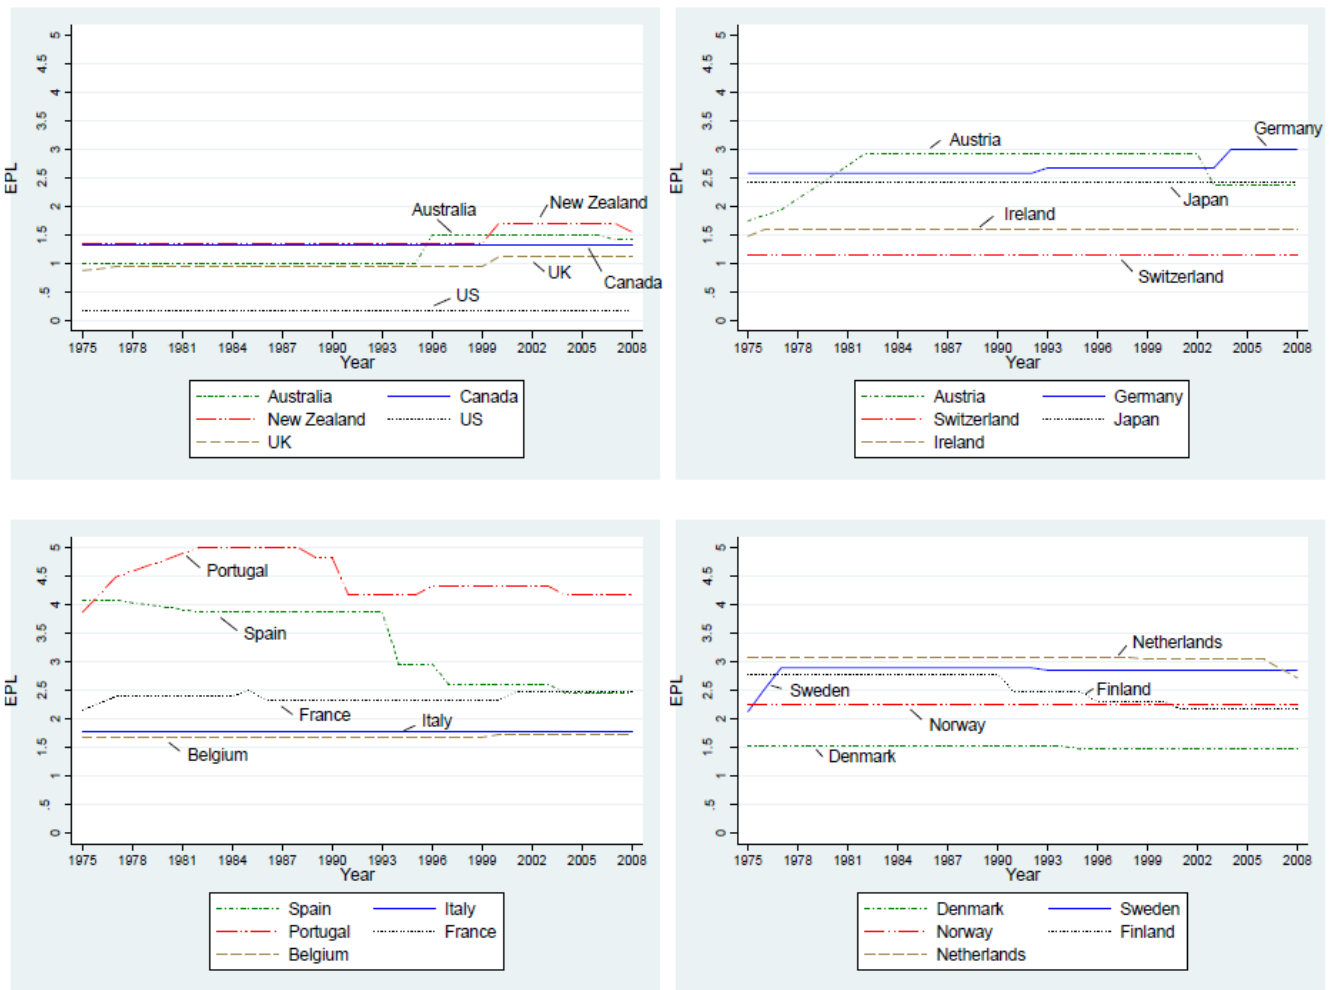 5
4.5
4
3.5
3
2.5
2
1.5
1
.5
0
EPL
Australia
New Zealand
UK
Canada
US
1975 1978 1981 1984 1987 1990 1993 1996 1999 2002 2005 2008
Year
Australia Canada
New Zealand US
UK
5
4.5
4
3.5
3
2.5
2
1.5
1
.5
0
EPL
Germany
Austria
Japan
Ireland
Switzerland
1975 1978 1981 1984 1987 1990 1993 1996 1999 2002 2005 2008
Year
Austria Germany
Switzerland Japan
Ireland
5
4.5
4
3.5
3
2.5
2
1.5
1
.5
0
EPL
Portugal
Spain
France
Italy
Belgium
1975 1978 1981 1984 1987 1990 1993 1996 1999 2002 2005 2008
Year
Spain Italy
Portugal France
Belgium
5
4.5
4
3.5
3
2.5
2
1.5
1
.5
0
EPL
Netherlands
Sweden
Finland
Norway
Denmark
1975 1978 1981 1984 1987 1990 1993 1996 1999 2002 2005 2008
Year
Denmark Sweden
Norway Finland
Netherlands